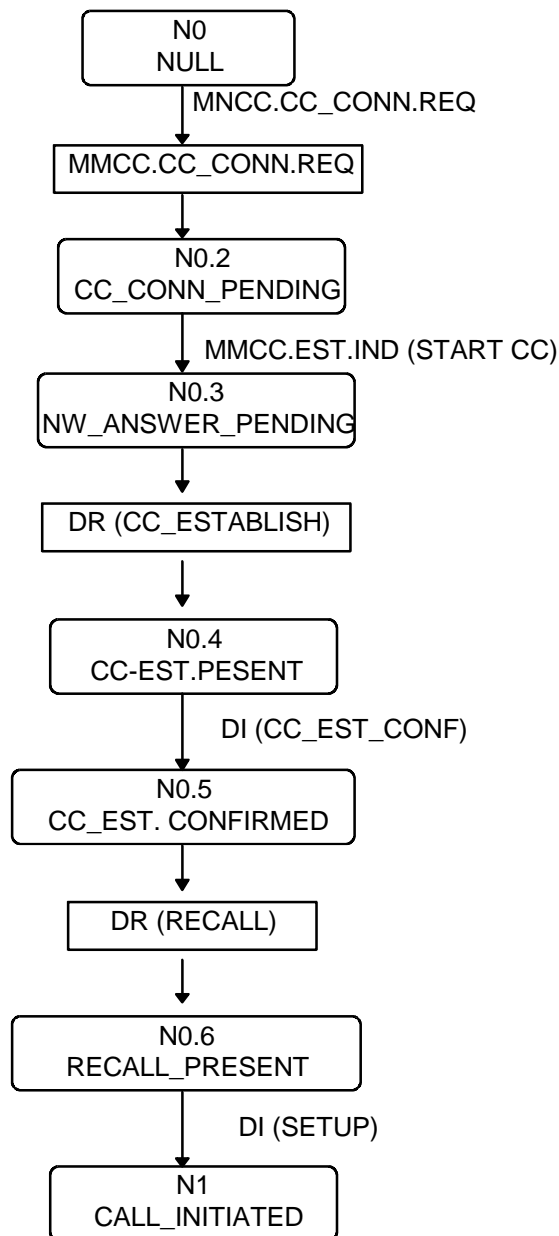 N0
NULL
MNCC.CC_CONN.REQ
MMCC.CC_CONN.REQ
N0.2
CC_CONN_PENDING
MMCC.EST.IND (START CC)
N0.3
NW_ANSWER_PENDING
DR (CC_ESTABLISH)
N0.4
CC-EST.PESENT
DI (CC_EST_CONF)
N0.5
CC_EST. CONFIRMED
DR (RECALL)
N0.6
RECALL_PRESENT
DI (SETUP)
N1
CALL_INITIATED